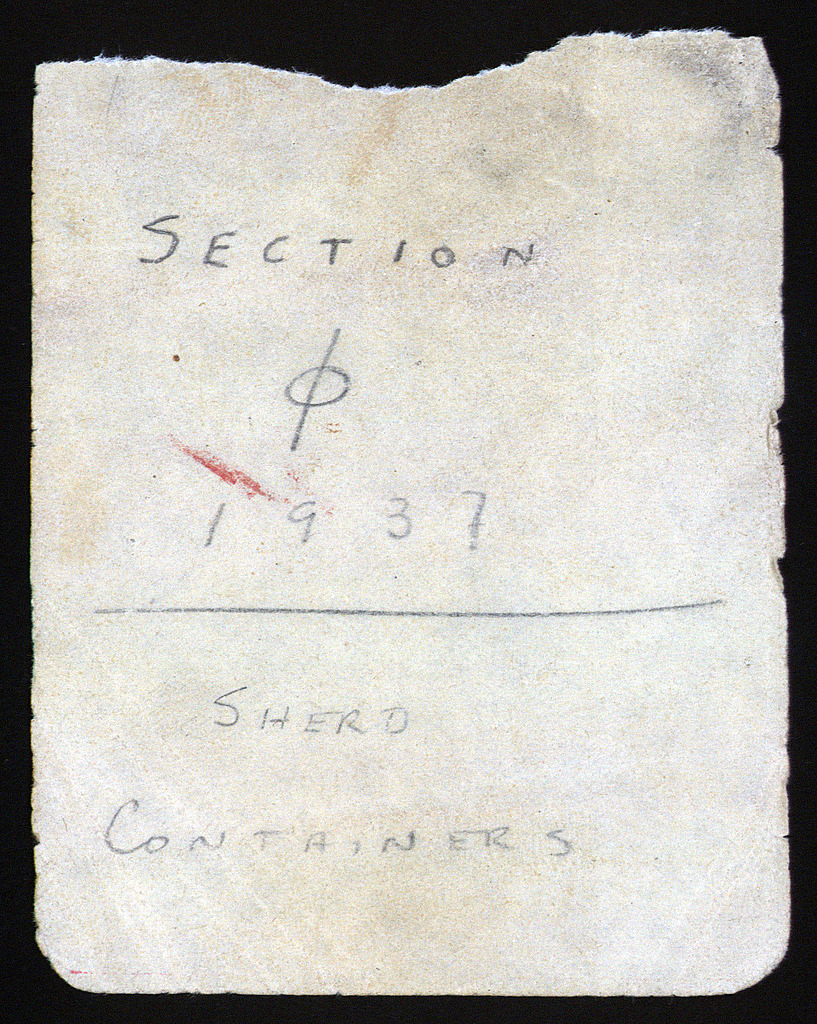 SECTION
φ
1937
SHERD
CONTAINERS